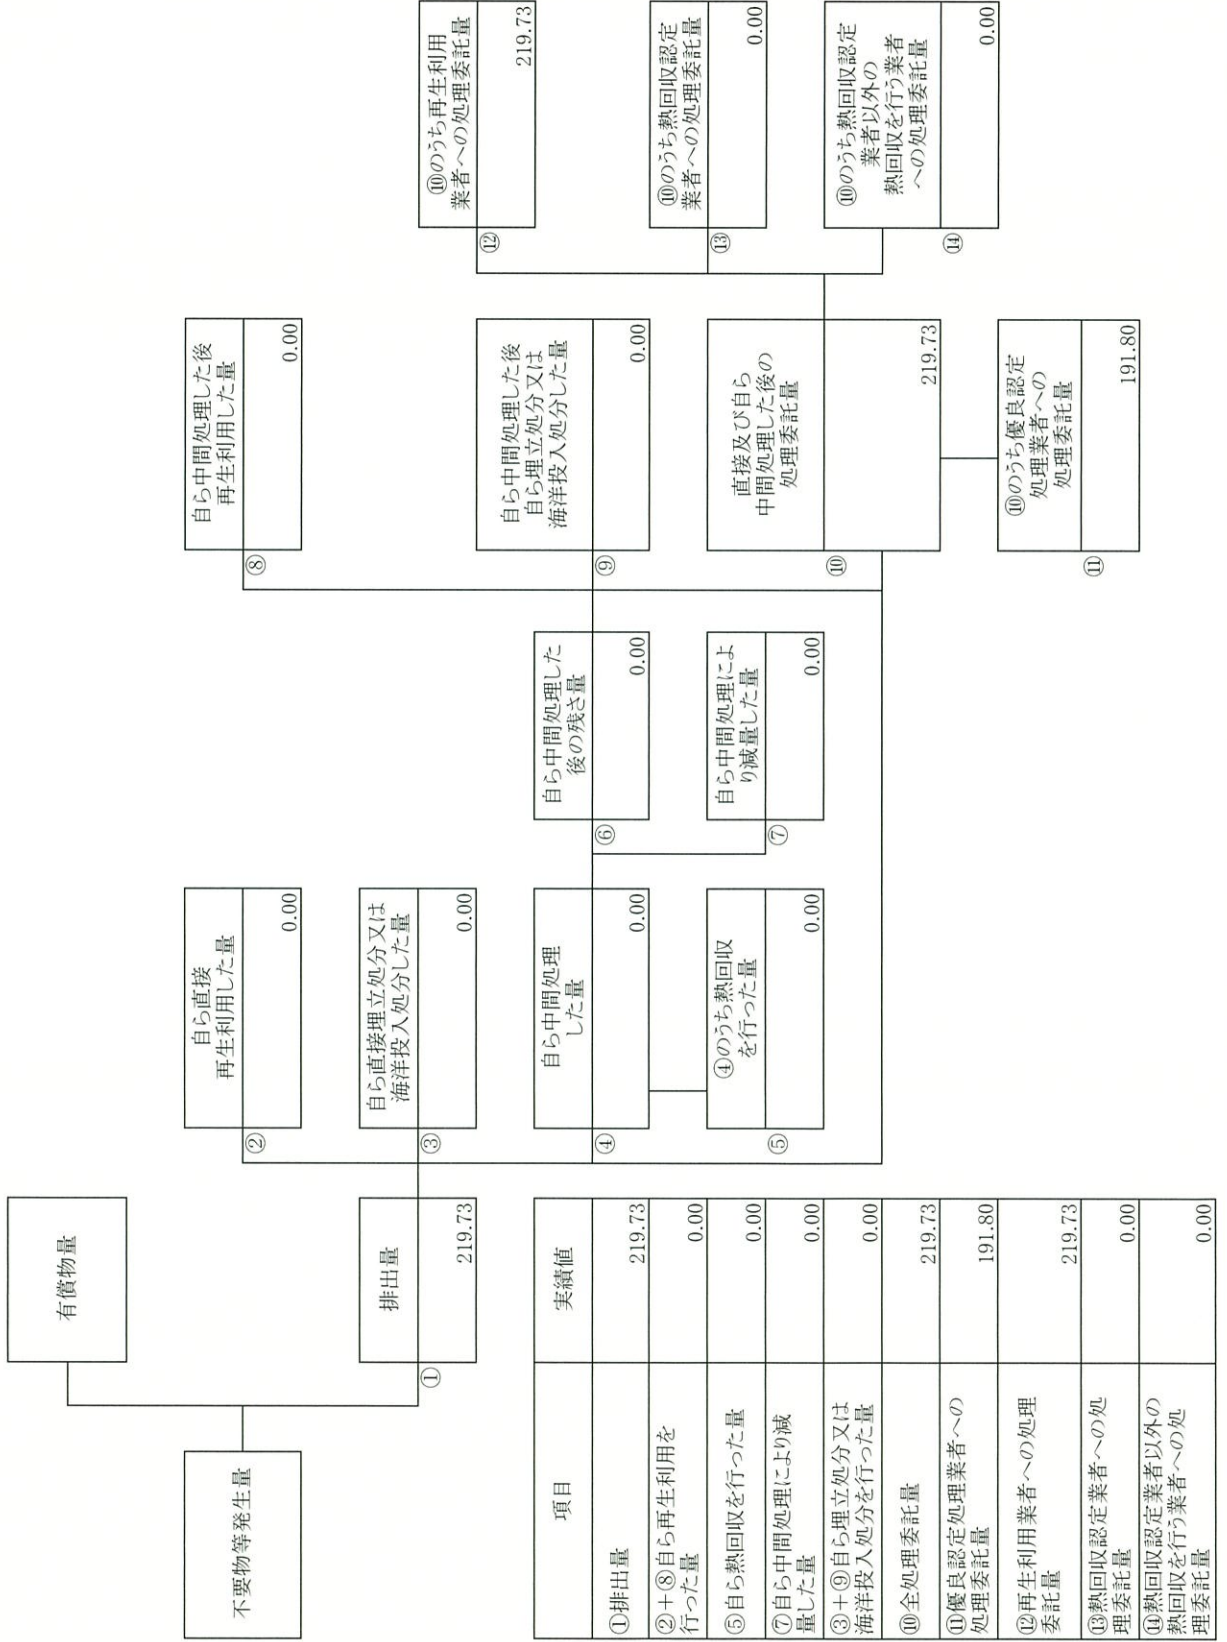 不要物等発生量
有償物量
①
排出量
219.73
②
自ら直接
再生利用した量
0.00
③
自ら直接埋立処分又は
海洋投入処分した量
0.00
④
自ら中間処理
した量
0.00
⑤
④のうち熱回収
を行った量
0.00
⑥
自ら中間処理した
後の残さ量
0.00
⑦
自ら中間処理によ
り減量した量
0.00
⑧
自ら中間処理した後
再生利用した量
0.00
⑨
自ら中間処理した後
自ら埋立処分又は
海洋投入処分した量
0.00
⑩
直接及び自ら
中間処理した後の
処理委託量
219.73
⑪
⑩のうち優良認定
処理業者への
処理委託量
191.80
⑫
⑩のうち再生利用
業者への処理委託量
219.73
⑬
⑩のうち熱回収認定
業者への処理委託量
0.00
⑭
⑩のうち熱回収認定
業者以外の
熱回収を行う業者
への処理委託量
0.00
項目 実績値
①排出量 219.73
②+⑧自ら再生利用を
行った量 0.00
⑤自ら熱回収を行った量 0.00
⑦自ら中間処理により減
量した量 0.00
③+⑨自ら埋立処分又は
海洋投入処分を行った量 0.00
⑩全処理委託量 219.73
⑪優良認定処理業者への
処理委託量 191.80
⑫再生利用業者への処理
委託量 219.73
⑬熱回収認定業者への処
理委託量 0.00
⑭熱回収認定業者以外の
熱回収を行う業者への処
理委託量 0.00